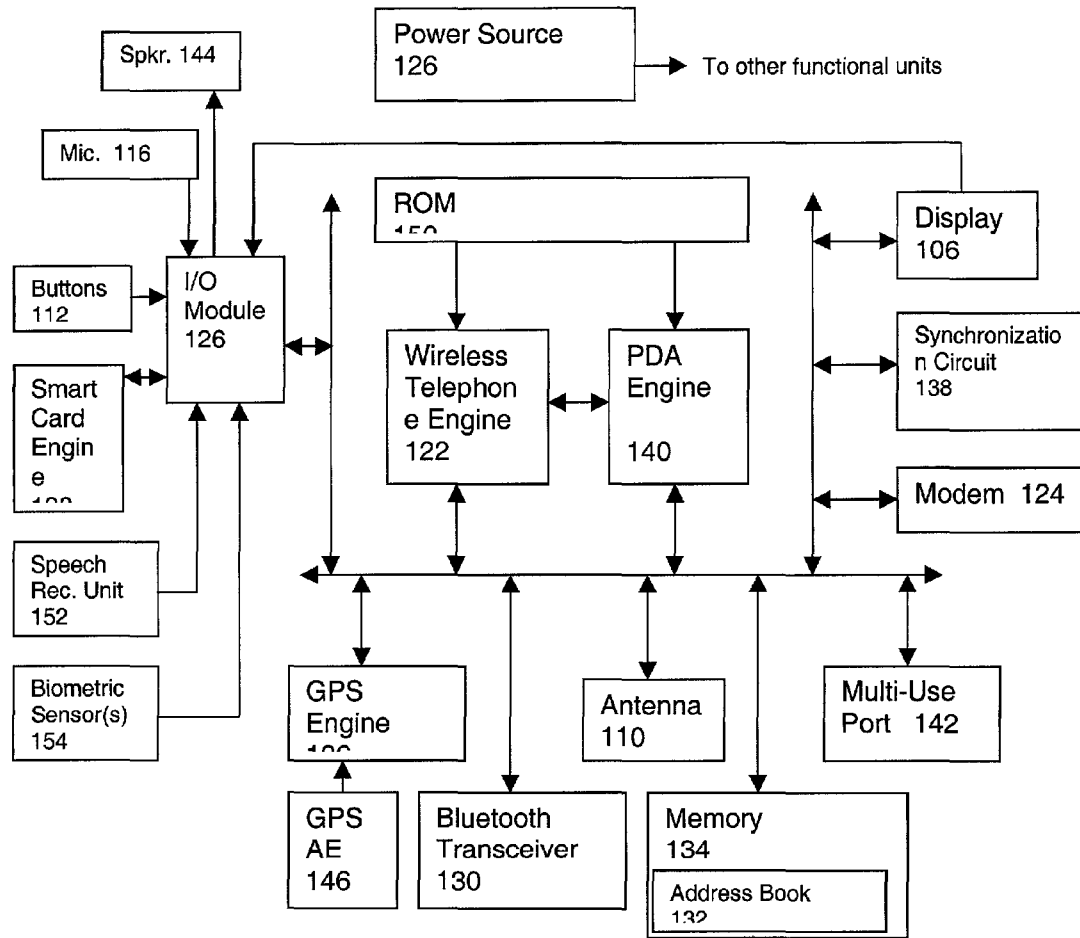 Power Source
126
To other functional units
Spkr. 144
Mic. 116
ROM
Display
106
I/O
Module
126
Buttons
112
Wireless
Telephon
e Engine
122
PDA
Engine
140
Synchronizatio
n Circuit
138
Smart
Card
Engin
e
Modem 124
Speech
Rec. Unit
152
Biometric
Sensor(s)
154
GPS
Engine
Antenna
110
Multi-Use
Port 142
GPS
AE
146
Bluetooth
Transceiver
130
Memory
134
Address Book
132